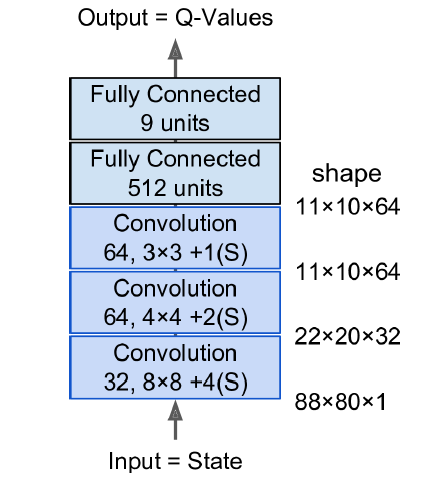 Output = Q-Values
Fully Connected
9 units
Fully Connected
512 units
shape
11×10×64
Convolution
64, 3×3 +1(S)
11×10×64
Convolution
64, 4×4 +2(S)
22×20×32
Convolution
32, 8×8 +4(S)
88×80×1
Input = State